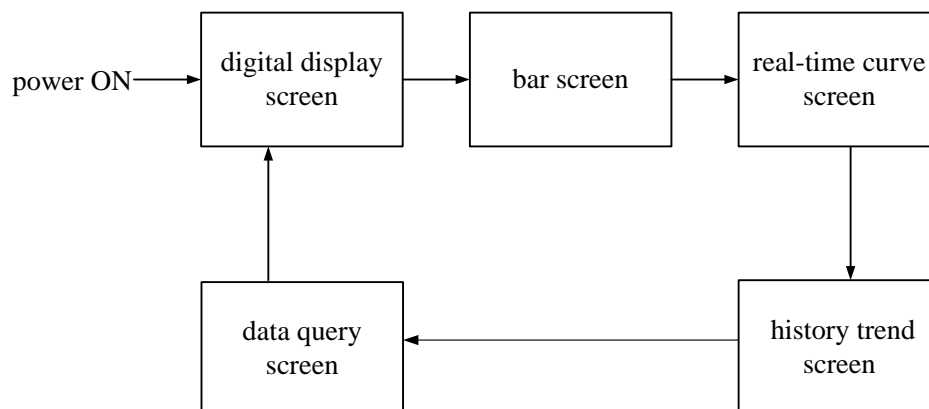 power ON
digital display
screen
bar screen
real-time curve
screen
data query
screen
history trend
screen